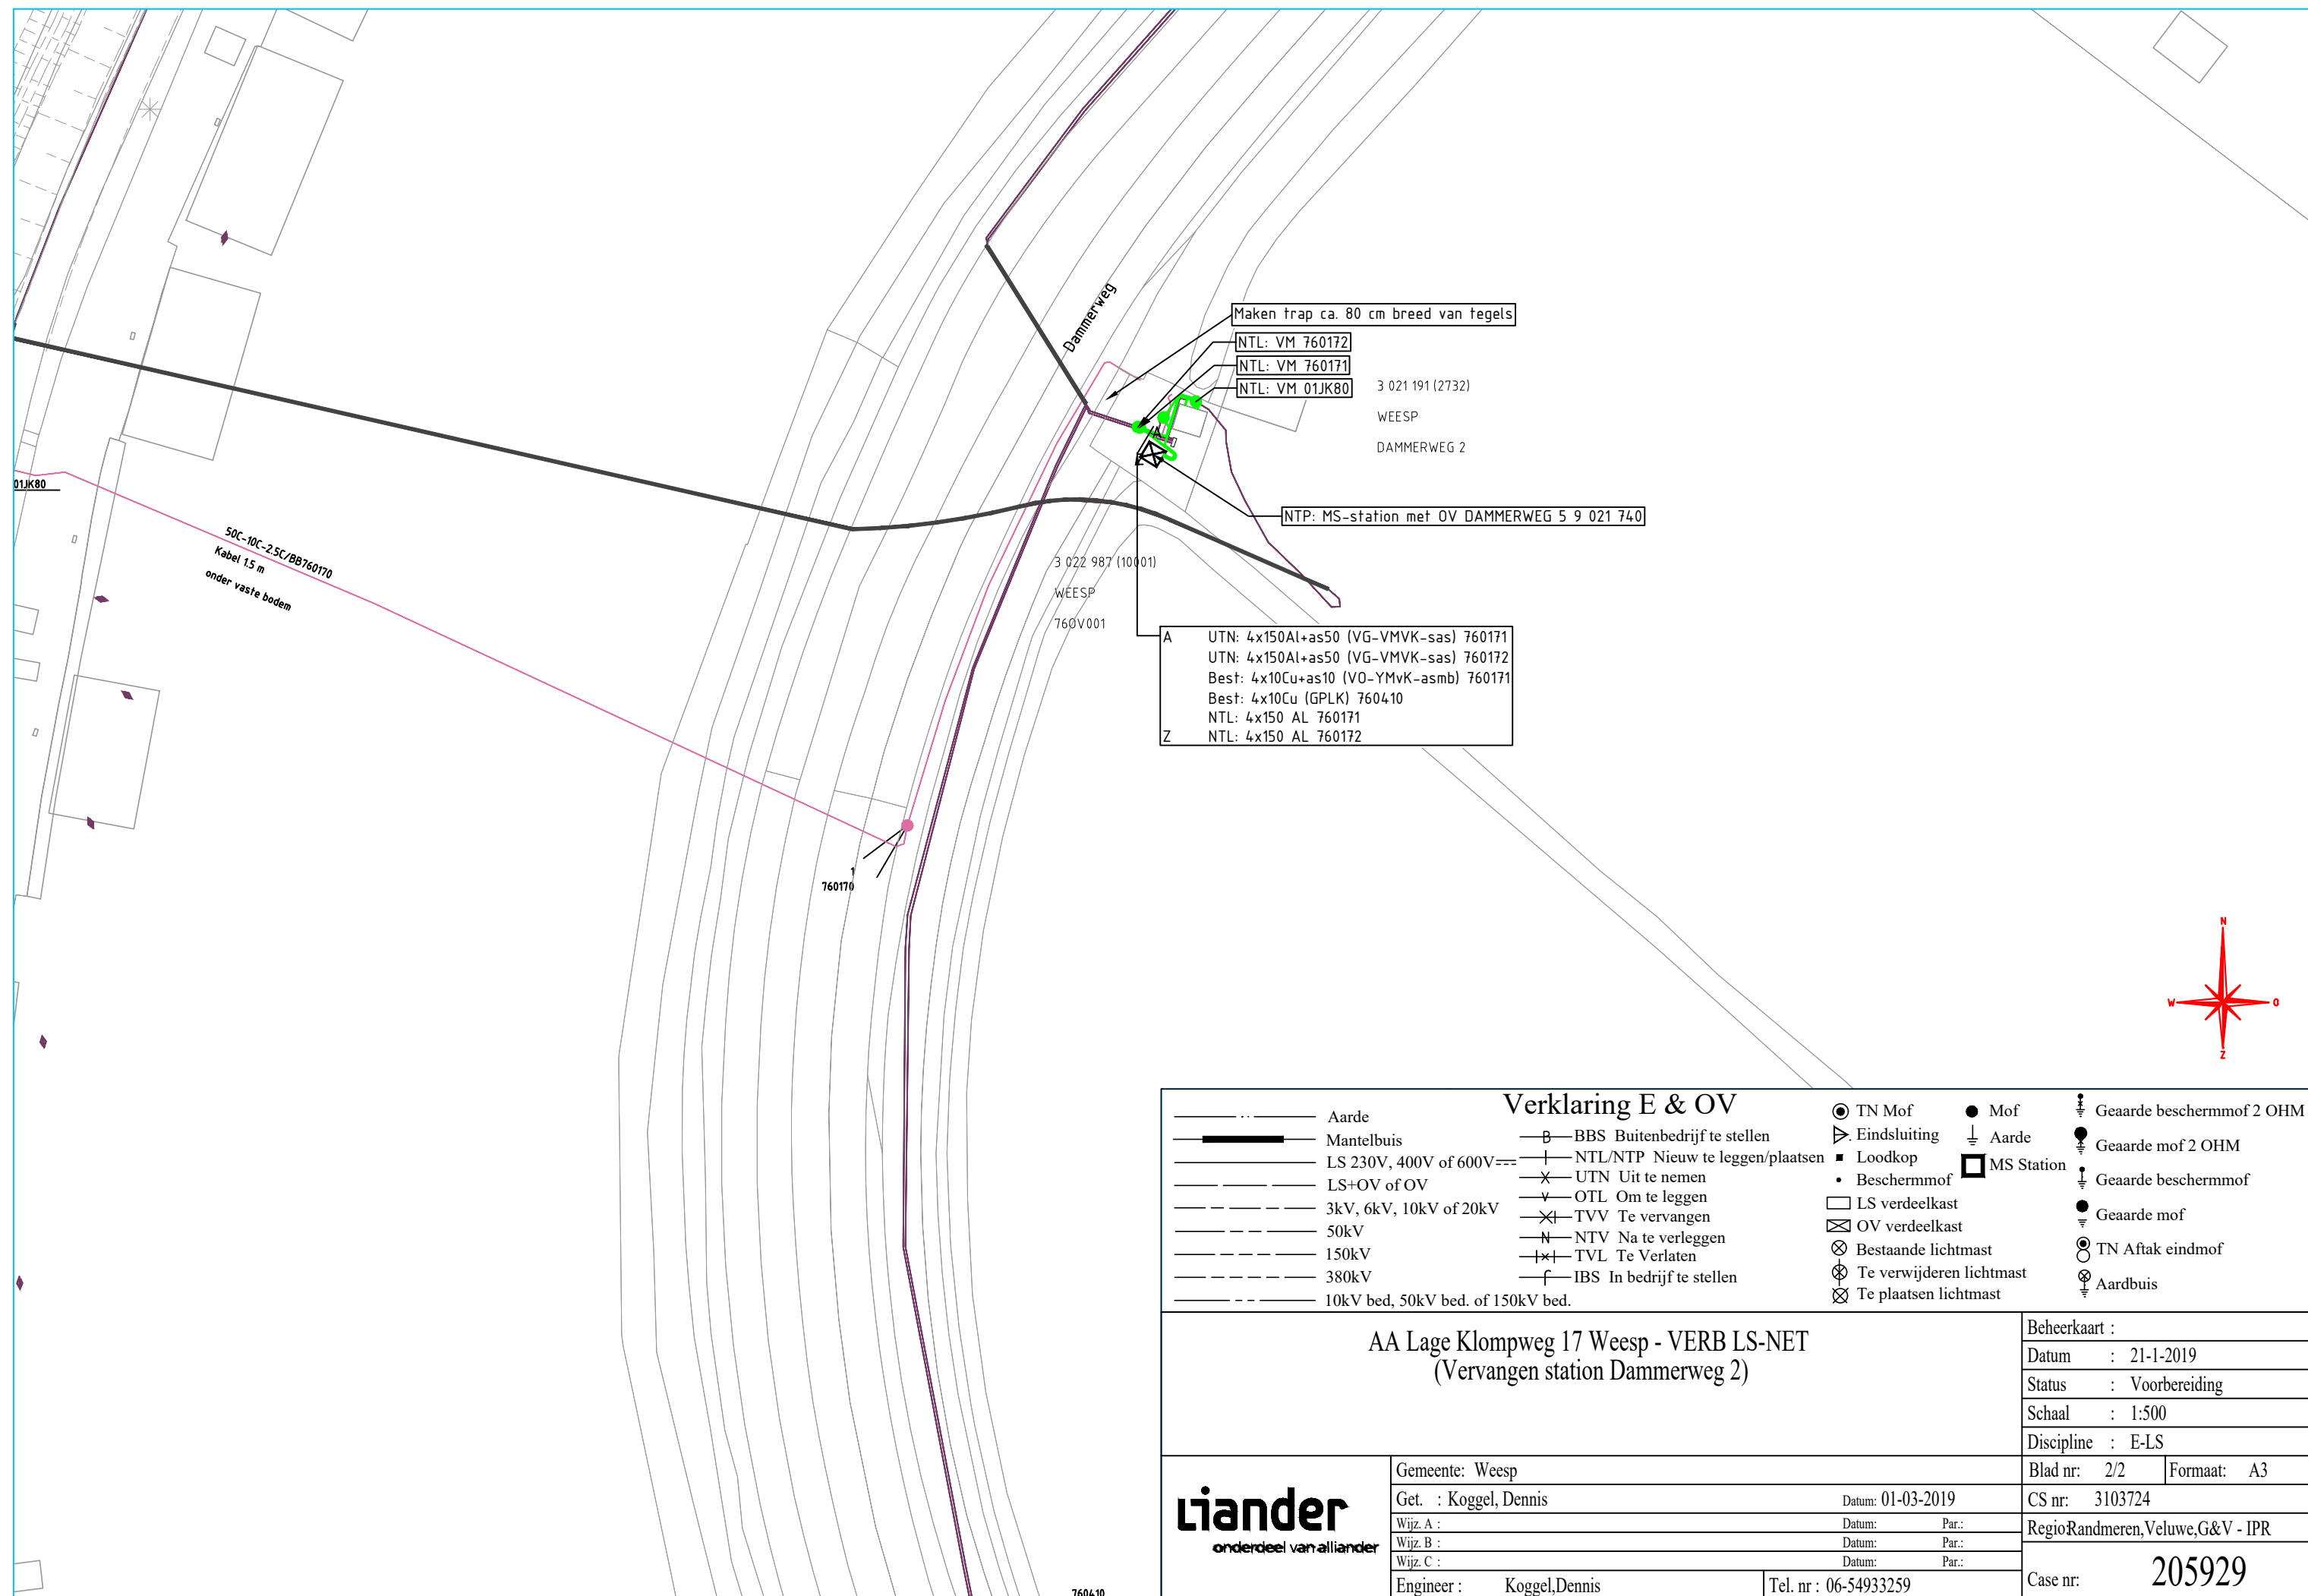 Dammerweg
Maken trap ca. 80 cm breed van tegels
NTL: VM 760172
NTL: VM 760171
NTL: VM 01JK80
3 021 191 (2732)
WEESP
DAMMERWEG 2
01JK80
50C-10C-2.5C/BB760170
Kabel 1.5 m
onder vaste bodem
NTP: MS-station met OV DAMMERWEG 5 9 021 740
3 022 987 (10001)
WEESP
760V001
A UTN: 4x150Al+as50 (VG-VMVK-sas) 760171
UTN: 4x150Al+as50 (VG-VMVK-sas) 760172
Best: 4x10Cu+as10 (VO-YMvK-asmb) 760171
Best: 4x10Cu (GPLK) 760410
NTL: 4x150 AL 760171
Z NTL: 4x150 AL 760172
1
760170
N
W O
Z
Verklaring E & OV
Aarde
Mantelbuis
LS 230V, 400V of 600V
LS+OV of OV
3kV, 6kV, 10kV of 20kV
50kV
150kV
380kV
10kV bed, 50kV bed. of 150kV bed.
B BBS Buitenbedrijf te stellen
NTL/NTP Nieuw te leggen/plaatsen
UTN Uit te nemen
OTL Om te leggen
TVV Te vervangen
N NTV Na te verleggen
TVL Te Verlaten
IBS In bedrijf te stellen
TN Mof
Eindsluiting
Loodkop
Beschermmof
LS verdeelkast
OV verdeelkast
Bestaande lichtmast
Te verwijderen lichtmast
Te plaatsen lichtmast
Mof
Aarde
MS Station
Geaarde beschermmof 2 OHM
Geaarde mof 2 OHM
Geaarde beschermmof
Geaarde mof
TN Aftak eindmof
Aardbuis
AA Lage Klompweg 17 Weesp - VERB LS-NET
(Vervangen station Dammerweg 2)
Beheerkaart :
Datum : 21-1-2019
Status : Voorbereiding
Schaal : 1:500
Discipline : E-LS
Blad nr: 2/2 Formaat: A3
CS nr: 3103724
Regio: Randmeren,Veluwe,G&V - IPR
Case nr: 205929
Liander
onderdeel van alliander
Gemeente: Weesp
Get. : Koggel, Dennis Datum: 01-03-2019
Wijz. A : Datum: Par.:
Wijz. B : Datum: Par.:
Wijz. C : Datum: Par.:
Engineer : Koggel,Dennis Tel. nr : 06-54933259
760410